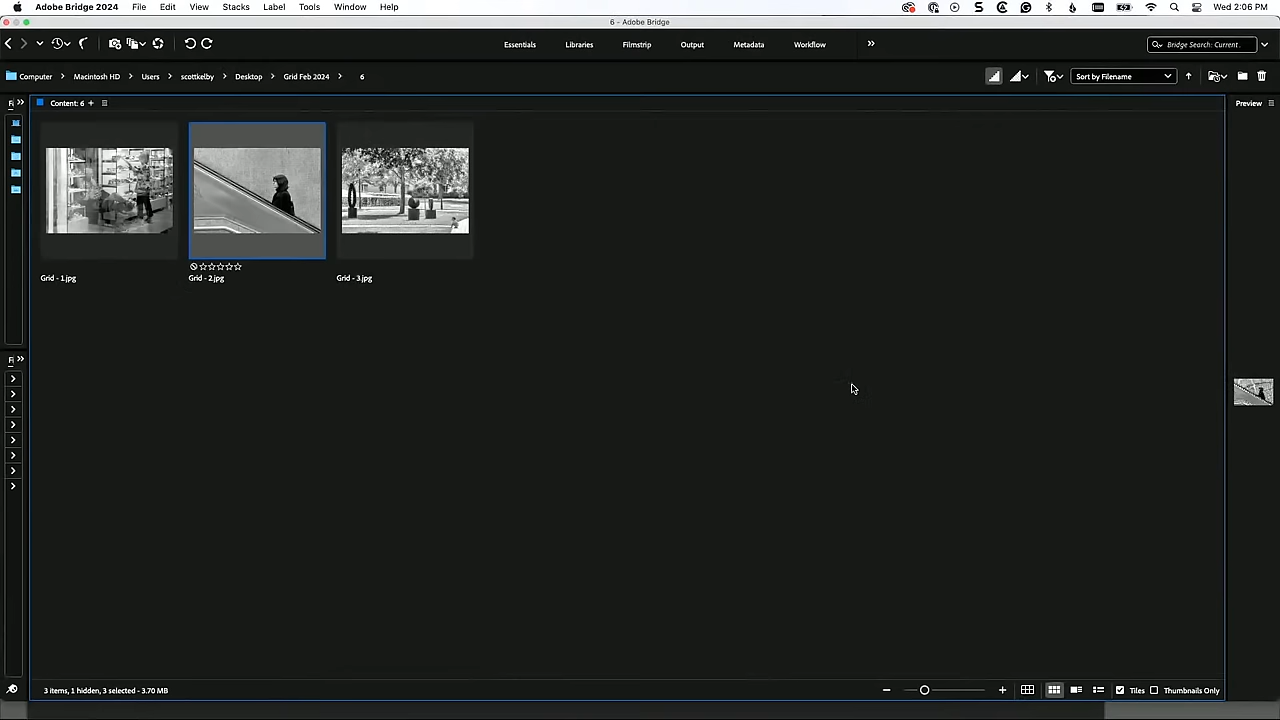 Adobe Bridge 2024 File Edit View Stacks Label Tools Window Help Wed 2:06 PM
6 - Adobe Bridge
Essentials Libraries Filmstrip Output Metadata Workflow Bridge Search: Current
Computer Macintosh HD Users scottkelby Desktop Grid Feb 2024 6 Sort by Filename
Content: 6 Preview
Grid - 1.jpg Grid - 2.jpg Grid - 3.jpg
3 items, 1 hidden, 3 selected - 3.70 MB Tiles Thumbnails Only